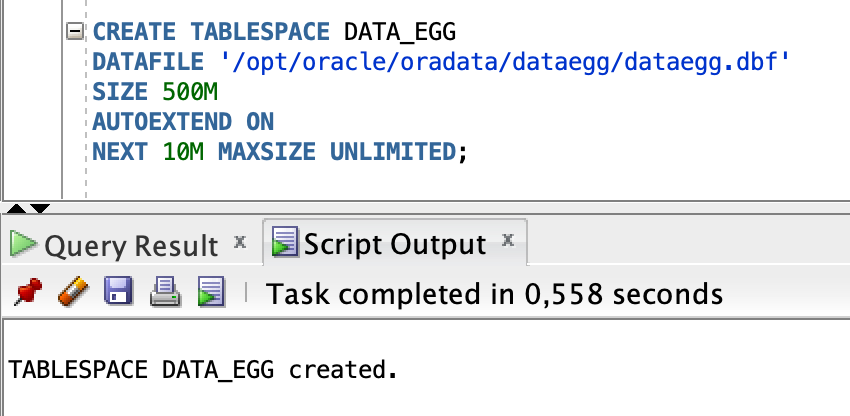 CREATE TABLESPACE DATA_EGG
DATAFILE '/opt/oracle/oradata/dataegg/dataegg.dbf'
SIZE 500M
AUTOEXTEND ON
NEXT 10M MAXSIZE UNLIMITED;
Query Result x Script Output x
Task completed in 0,558 seconds
TABLESPACE DATA_EGG created.